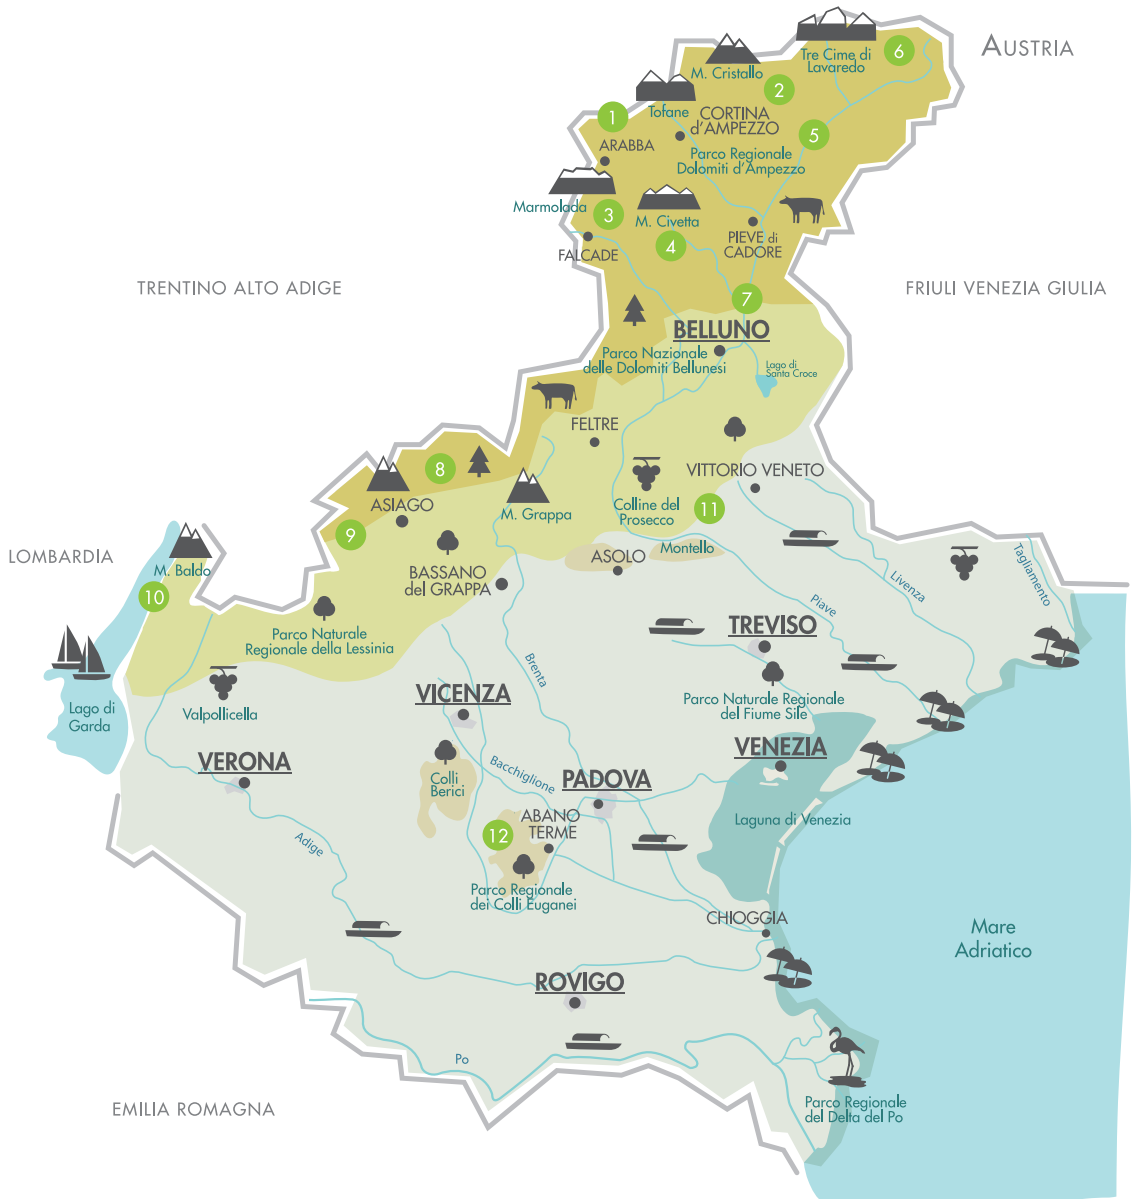 AUSTRIA
6
Tre Cime di
Lavaredo
M. Cristallo
2
Tofane
CORTINA
d'AMPEZZO
1
5
ARABBA
Parco Regionale
Dolomiti d'Ampezzo
Marmolada
3
M. Civetta
4
PIEVE di
CADORE
FALCADE
TRENTINO ALTO ADIGE
FRIULI VENEZIA GIULIA
7
BELLUNO
Parco Nazionale
delle Dolomiti Bellunesi
Lago di
Santa Croce
FELTRE
8
VITTORIO VENETO
ASIAGO
M. Grappa
Colline del
Prosecco
11
9
Montello
ASOLO
LOMBARDIA
M. Baldo
10
BASSANO
del GRAPPA
Tagliamento
Livenza
Piave
TREVISO
Parco Naturale
Regionale della Lessinia
Brenta
VICENZA
Parco Naturale Regionale
del Fiume Sile
Lago di
Garda
Valpollicella
VERONA
VENEZIA
Colli
Berici
Bacchiglione
PADOVA
ABANO
TERME
12
Laguna di Venezia
Adige
Parco Regionale
dei Colli Euganei
CHIOGGIA
Mare
Adriatico
ROVIGO
Po
EMILIA ROMAGNA
Parco Regionale
del Delta del Po